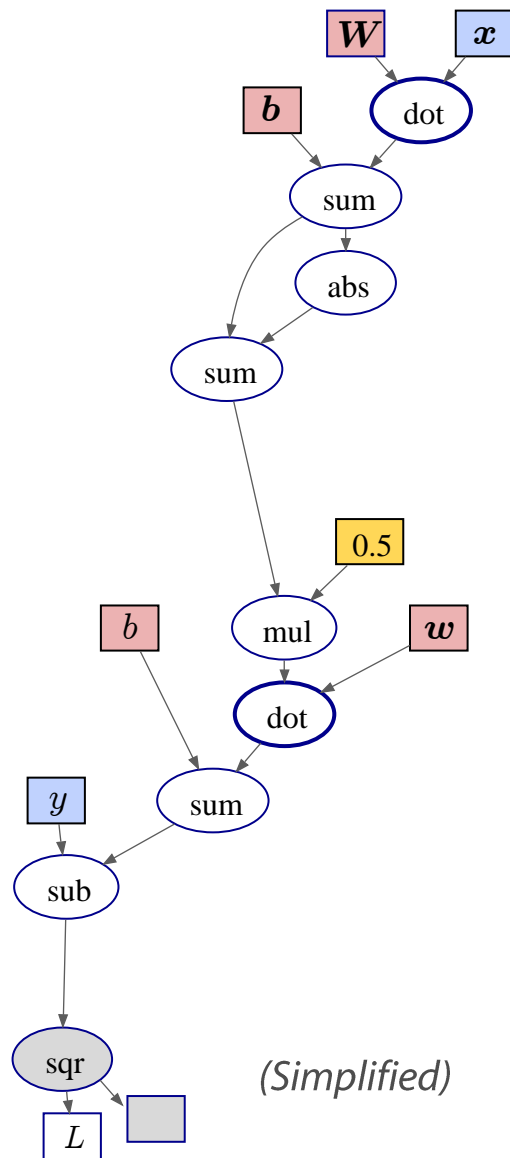 W x
b dot
sum
abs
sum
0.5
b mul w
dot
y sum
sub
sqr (Simplified)
L